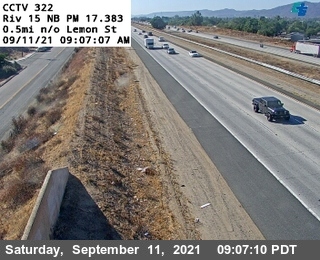 CCTV 322
Riv 15 NB PM 17.383
0.5mi n/o Lemon St
09/11/21 09:07:07 AM
Saturday, September 11, 2021 09:07:10 PDT